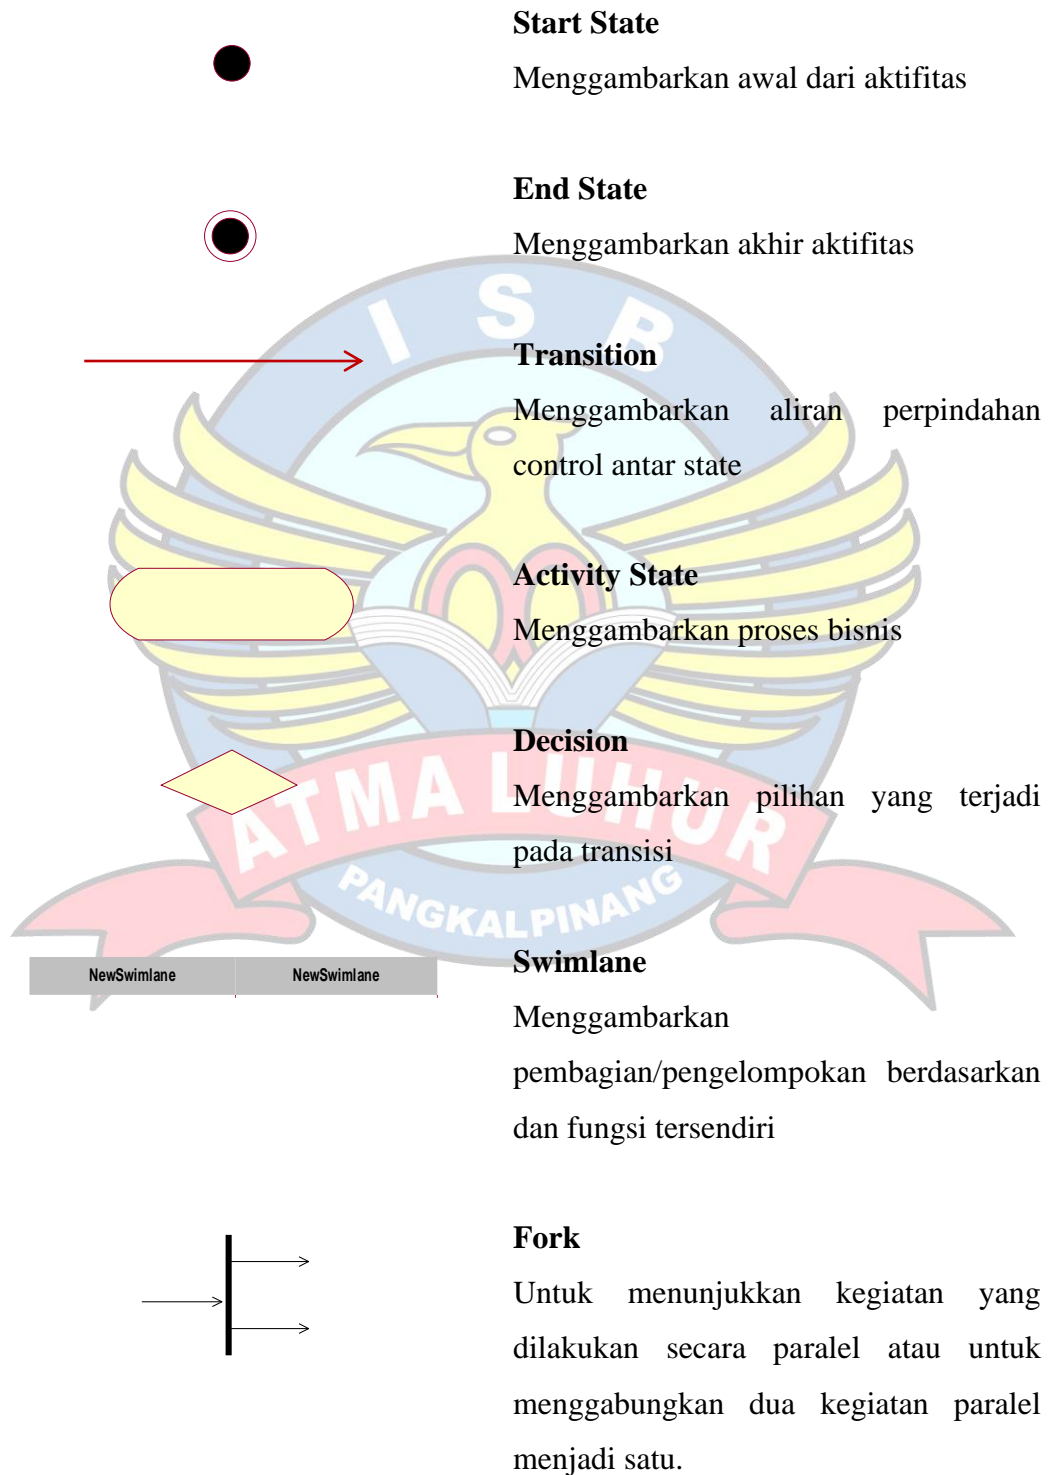 Start State
Menggambarkan awal dari aktifitas
End State
Menggambarkan akhir aktifitas
I S B
Transition
Menggambarkan aliran perpindahan
control antar state
Activity State
Menggambarkan proses bisnis
Decision
Menggambarkan pilihan yang terjadi
pada transisi
ATMA LUHUR
PANGKALPINANG
NewSwimlane NewSwimlane
Swimlane
Menggambarkan
pembagian/pengelompokan berdasarkan
dan fungsi tersendiri
Fork
Untuk menunjukkan kegiatan yang
dilakukan secara paralel atau untuk
menggabungkan dua kegiatan paralel
menjadi satu.